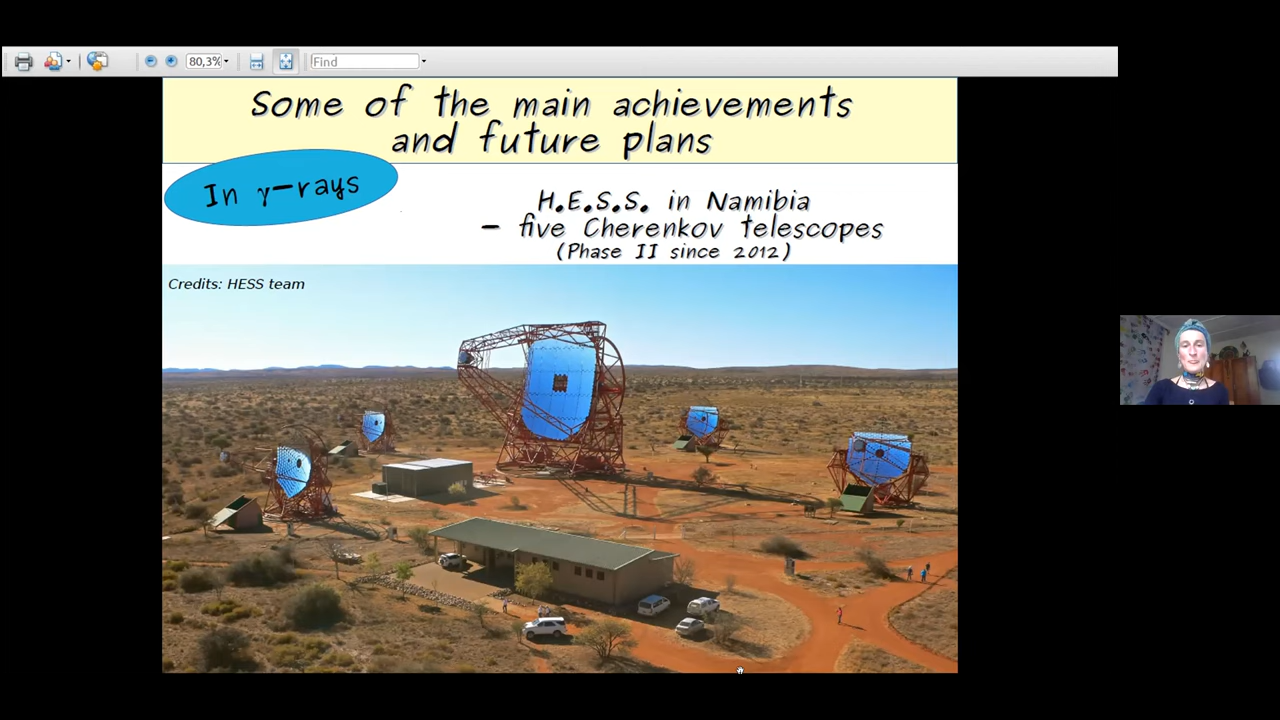 80,3%
Find
Some of the main achievements
and future plans
In γ-rays
H.E.S.S. in Namibia
- five Cherenkov telescopes
(Phase II since 2012)
Credits: HESS team